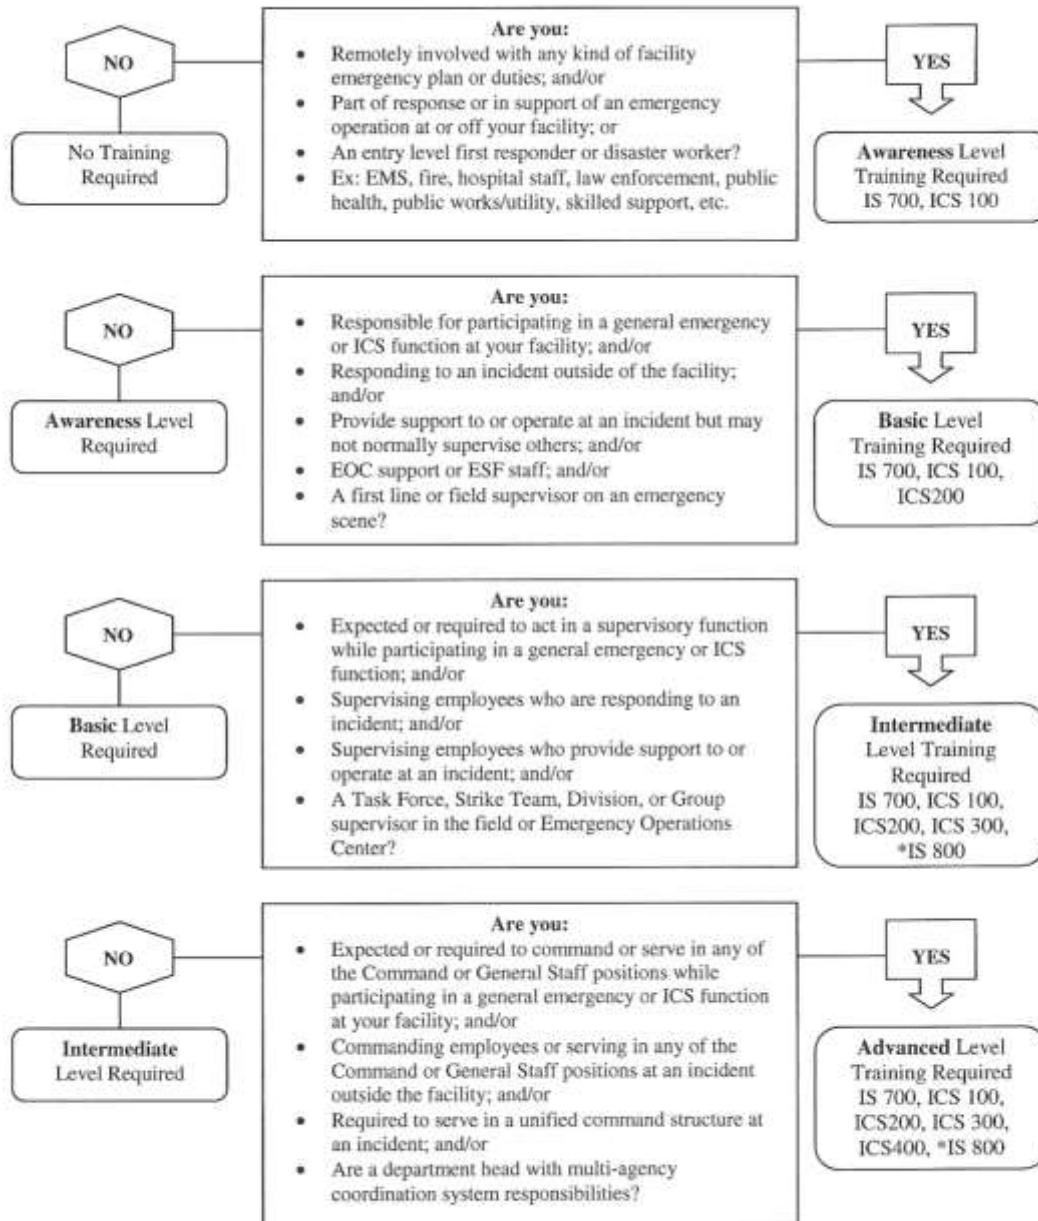 Are you:
NO
• Remotely involved with any kind of facility
emergency plan or duties; and/or
• Part of response or in support of an emergency
operation at or off your facility; or
• An entry level first responder or disaster worker?
• Ex: EMS, fire, hospital staff, law enforcement, public
health, public works/utility, skilled support, etc.
YES
No Training
Required
Awareness Level
Training Required
IS 700, ICS 100
Are you:
NO
• Responsible for participating in a general emergency
or ICS function at your facility; and/or
• Responding to an incident outside of the facility;
and/or
• Provide support to or operate at an incident but may
not normally supervise others; and/or
• EOC support or ESF staff; and/or
• A first line or field supervisor on an emergency
scene?
YES
Awareness Level
Required
Basic Level
Training Required
IS 700, ICS 100,
ICS200
Are you:
NO
• Expected or required to act in a supervisory function
while participating in a general emergency or ICS
function; and/or
• Supervising employees who are responding to an
incident; and/or
• Supervising employees who provide support to or
operate at an incident; and/or
• A Task Force, Strike Team, Division, or Group
supervisor in the field or Emergency Operations
Center?
YES
Basic Level
Required
Intermediate
Level Training
Required
IS 700, ICS 100,
ICS200, ICS 300,
*IS 800
Are you:
NO
• Expected or required to command or serve in any of
the Command or General Staff positions while
participating in a general emergency or ICS function
at your facility; and/or
• Commanding employees or serving in any of the
Command or General Staff positions at an incident
outside the facility; and/or
• Required to serve in a unified command structure at
an incident; and/or
• Are a department head with multi-agency
coordination system responsibilities?
YES
Intermediate
Level Required
Advanced Level
Training Required
IS 700, ICS 100,
ICS200, ICS 300,
ICS400, *IS 800